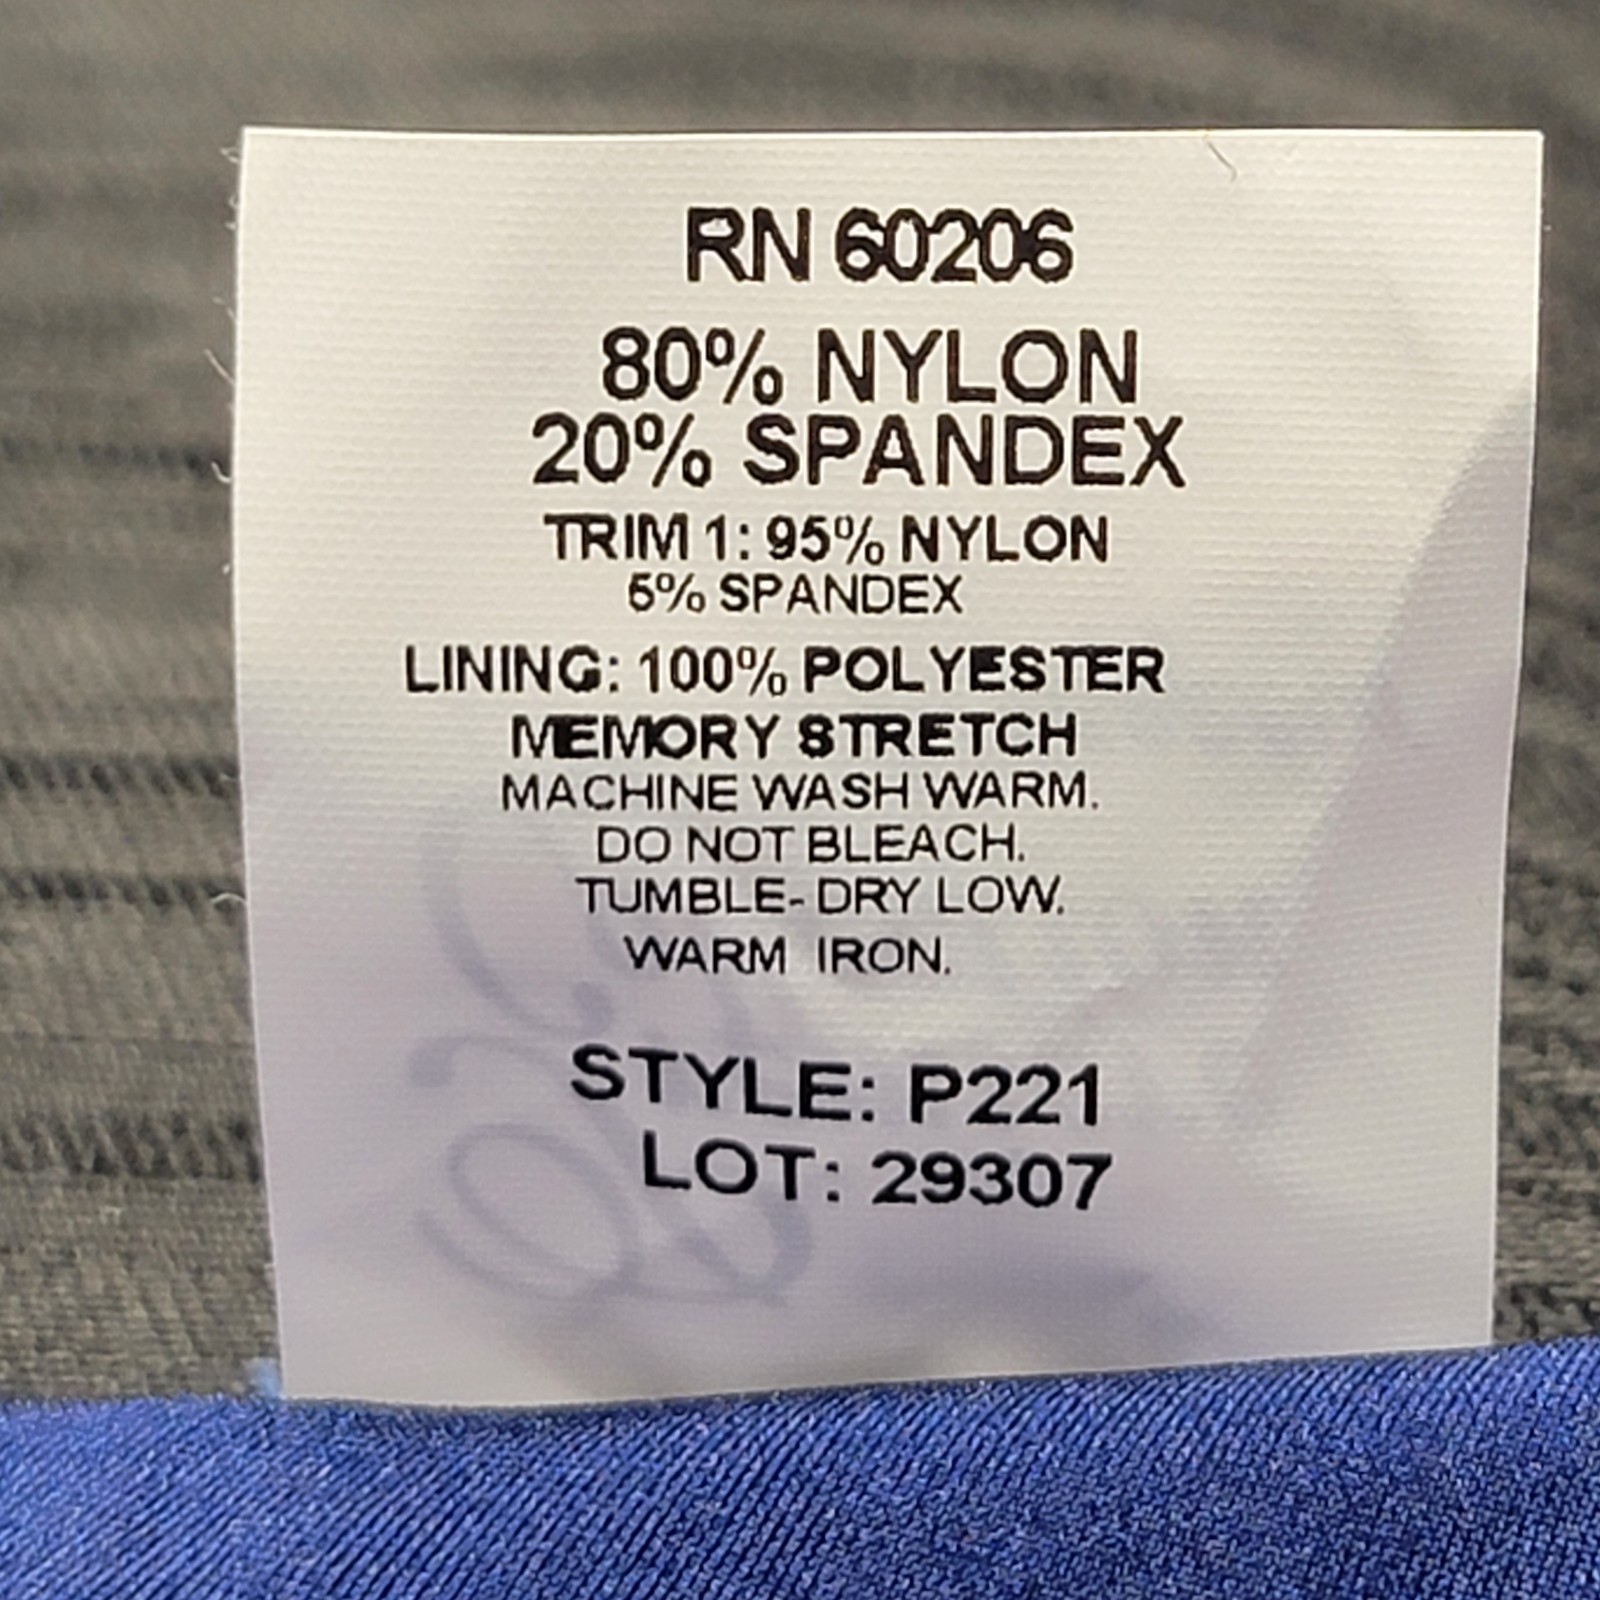 RN 60206
80% NYLON
20% SPANDEX
TRIM 1: 95% NYLON
5% SPANDEX
LINING: 100% POLYESTER
MEMORY STRETCH
MACHINE WASH WARM.
DO NOT BLEACH.
TUMBLE-DRY LOW.
WARM IRON.
STYLE: P221
LOT: 29307